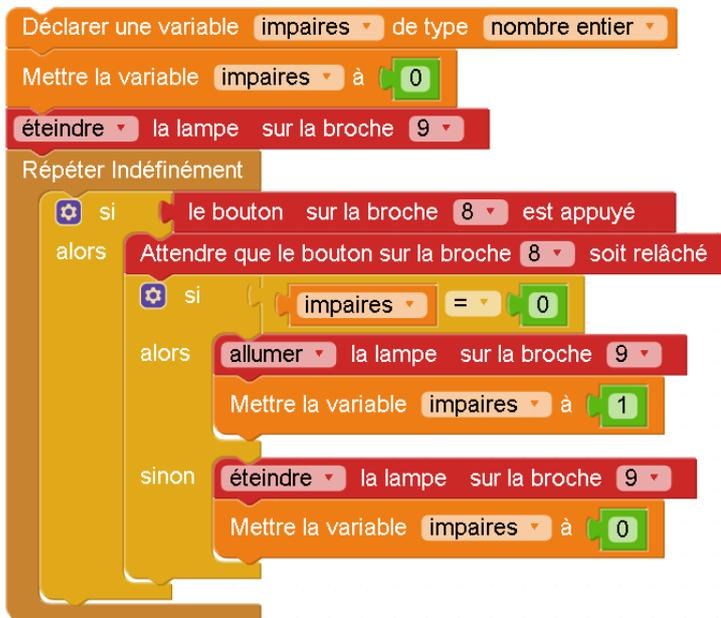 Déclarer une variable impaires de type nombre entier
Mettre la variable impaires à 0
éteindre la lampe sur la broche 9
Répéter Indéfinément
si le bouton sur la broche 8 est appuyé
alors Attendre que le bouton sur la broche 8 soit relâché
si impaires = 0
alors allumer la lampe sur la broche 9
Mettre la variable impaires à 1
sinon éteindre la lampe sur la broche 9
Mettre la variable impaires à 0